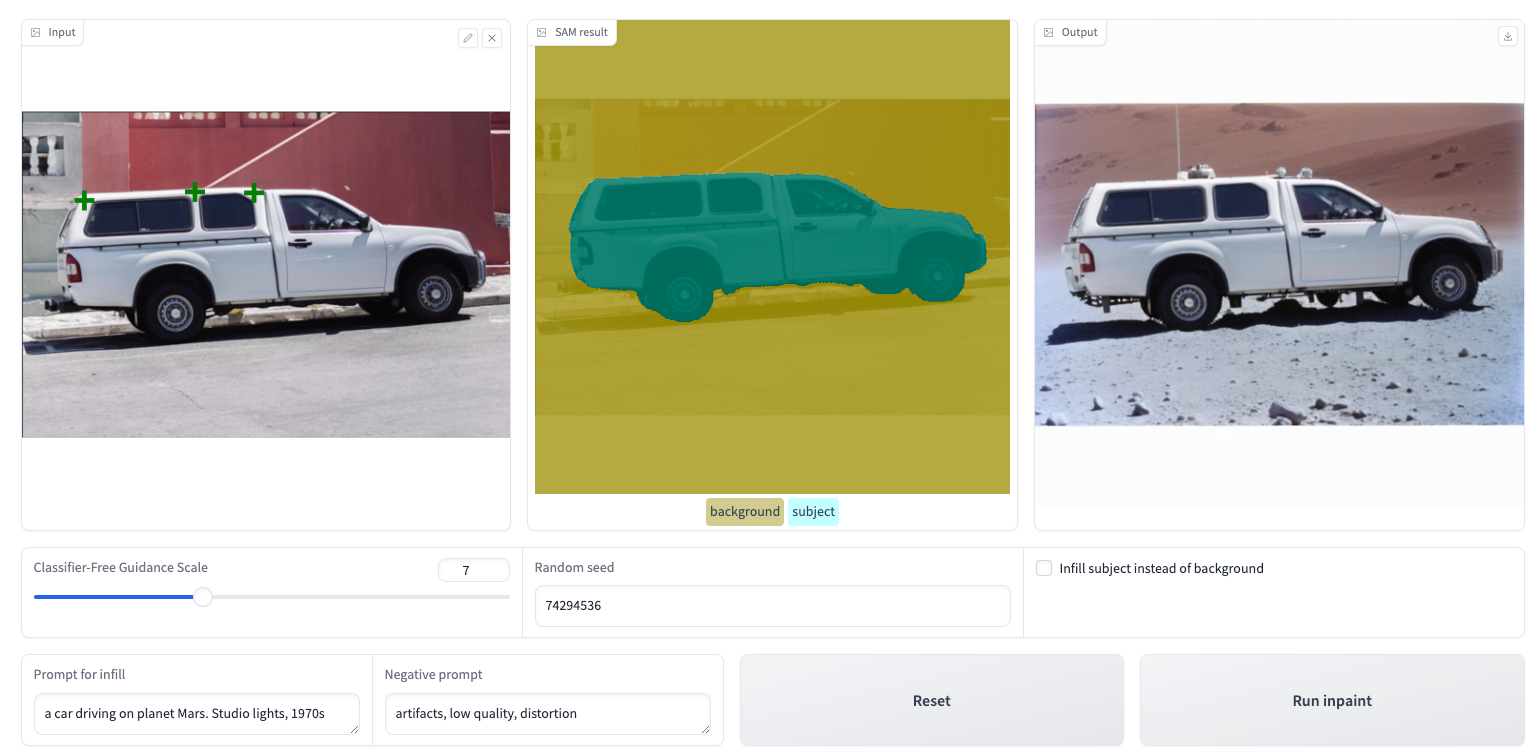 Input
SAM result
Output
background subject
Classifier-Free Guidance Scale
7
Random seed
74294536
Infill subject instead of background
Prompt for infill
a car driving on planet Mars. Studio lights, 1970s
Negative prompt
artifacts, low quality, distortion
Reset
Run inpaint